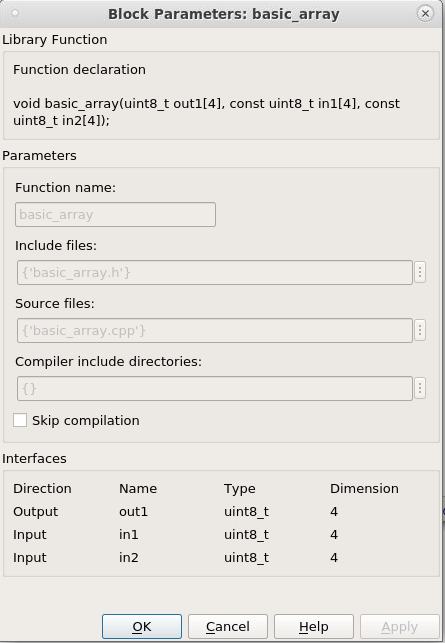 Block Parameters: basic_array
Library Function
Function declaration
void basic_array(uint8_t out1[4], const uint8_t in1[4], const
uint8_t in2[4]);
Parameters
Function name:
basic_array
Include files:
{'basic_array.h'}
Source files:
{'basic_array.cpp'}
Compiler include directories:
{}
Skip compilation
Interfaces
Direction Name Type Dimension
Output out1 uint8_t 4
Input in1 uint8_t 4
Input in2 uint8_t 4
OK Cancel Help Apply